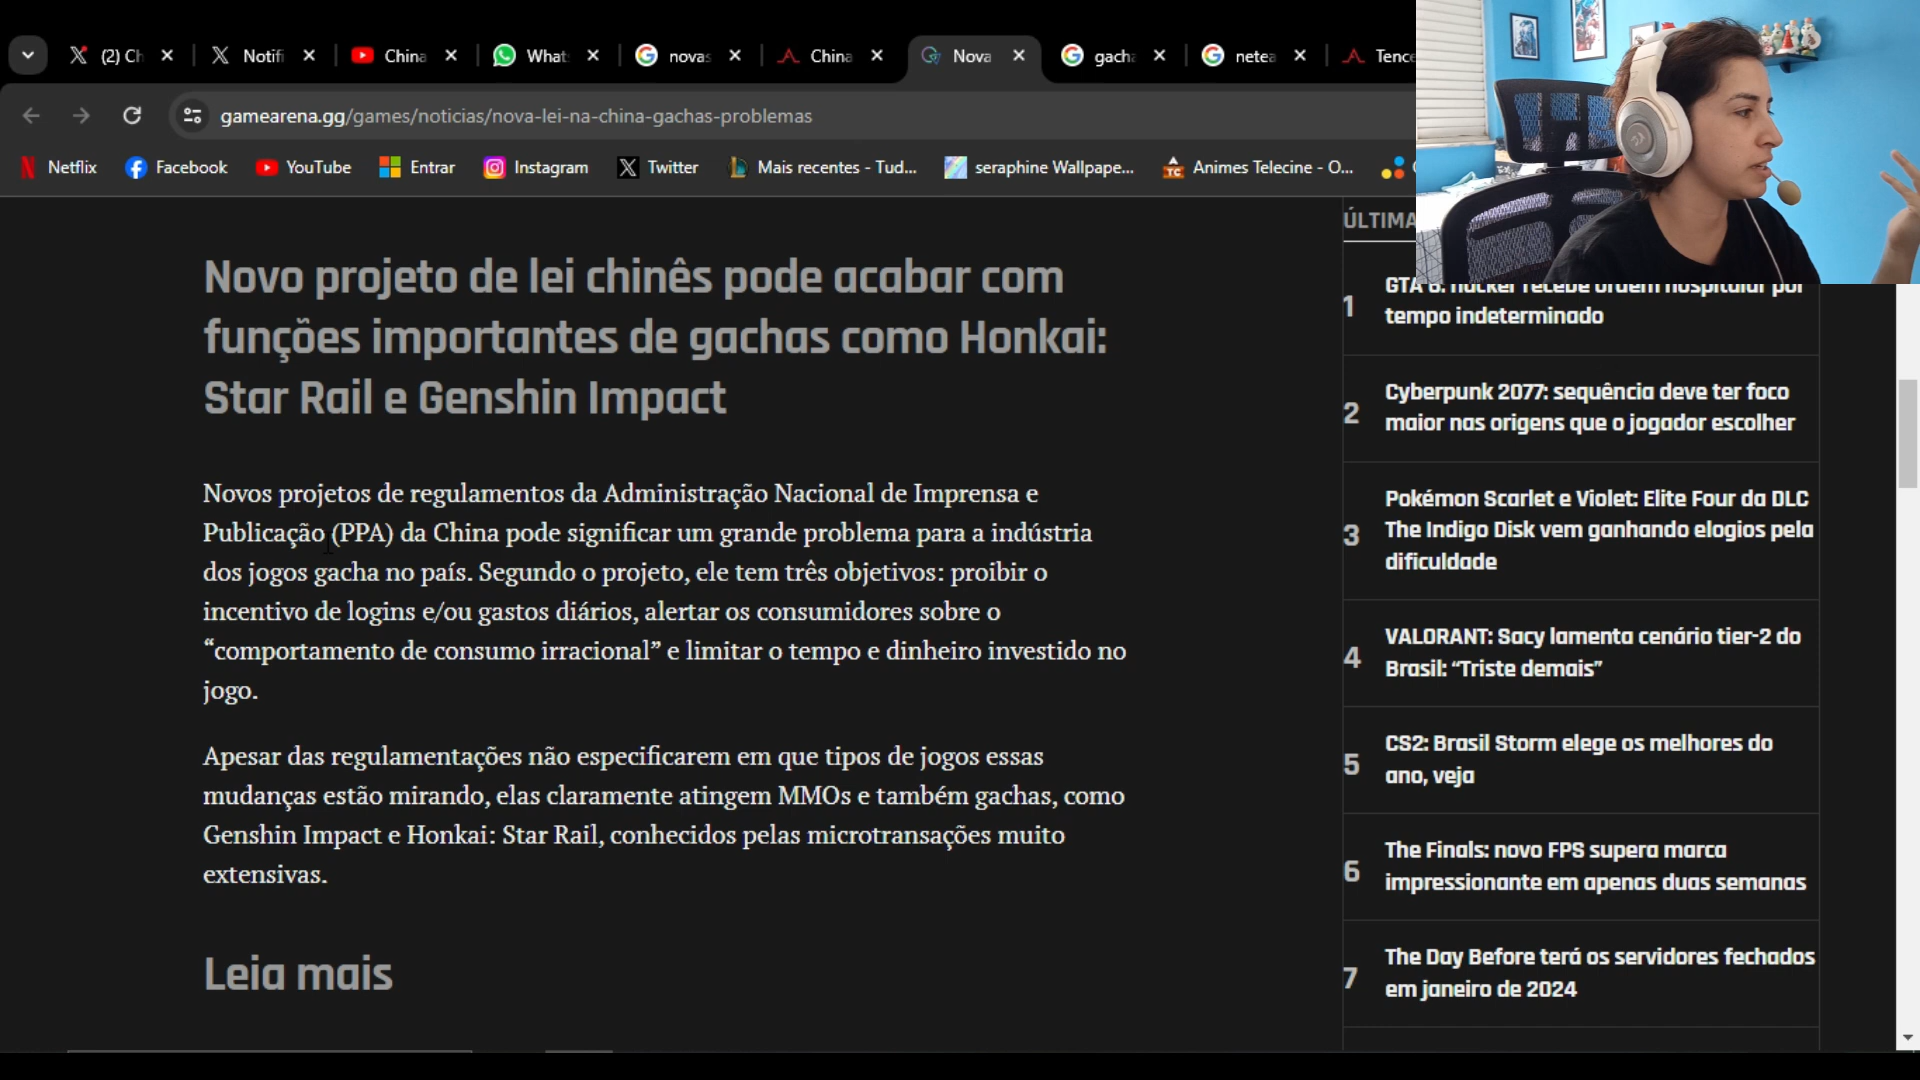 (2) Ch
Notifi
China
What
novas
China
Nova
gacha
netea
Tence
gamearena.gg/games/noticias/nova-lei-na-china-gachas-problemas
Netflix
Facebook
YouTube
Entrar
Instagram
Twitter
Mais recentes - Tud...
seraphine Wallpape...
Animes Telecine - O...
Novo projeto de lei chinês pode acabar com
funções importantes de gachas como Honkai:
Star Rail e Genshin Impact
Novos projetos de regulamentos da Administração Nacional de Imprensa e
Publicação (PPA) da China pode significar um grande problema para a indústria
dos jogos gacha no país. Segundo o projeto, ele tem três objetivos: proibir o
incentivo de logins e/ou gastos diários, alertar os consumidores sobre o
“comportamento de consumo irracional” e limitar o tempo e dinheiro investido no
jogo.
Apesar das regulamentações não especificarem em que tipos de jogos essas
mudanças estão mirando, elas claramente atingem MMOs e também gachas, como
Genshin Impact e Honkai: Star Rail, conhecidos pelas microtransações muito
extensivas.
Leia mais
ÚLTIMA
1
GTA 6: hacker recebe ordem hospitalar por
tempo indeterminado
2
Cyberpunk 2077: sequência deve ter foco
maior nas origens que o jogador escolher
3
Pokémon Scarlet e Violet: Elite Four da DLC
The Indigo Disk vem ganhando elogios pela
dificuldade
4
VALORANT: Sacy lamenta cenário tier-2 do
Brasil: “Triste demais”
5
CS2: Brasil Storm elege os melhores do
ano, veja
6
The Finals: novo FPS supera marca
impressionante em apenas duas semanas
7
The Day Before terá os servidores fechados
em janeiro de 2024